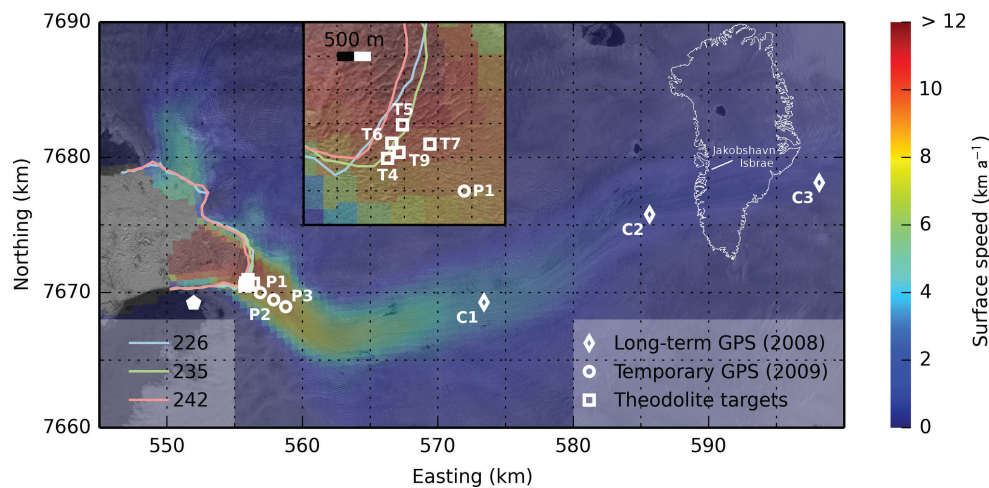 7690
7680
7670
7660
Northing (km)
550
560
570
580
590
Easting (km)
500 m
T5
T6
T7
T9
T4
P1
Jakobshavn
Isbrae
C3
C2
C1
P1
P3
P2
226
235
242
Long-term GPS (2008)
Temporary GPS (2009)
Theodolite targets
> 12
10
8
6
4
2
0
Surface speed (km a⁻¹)